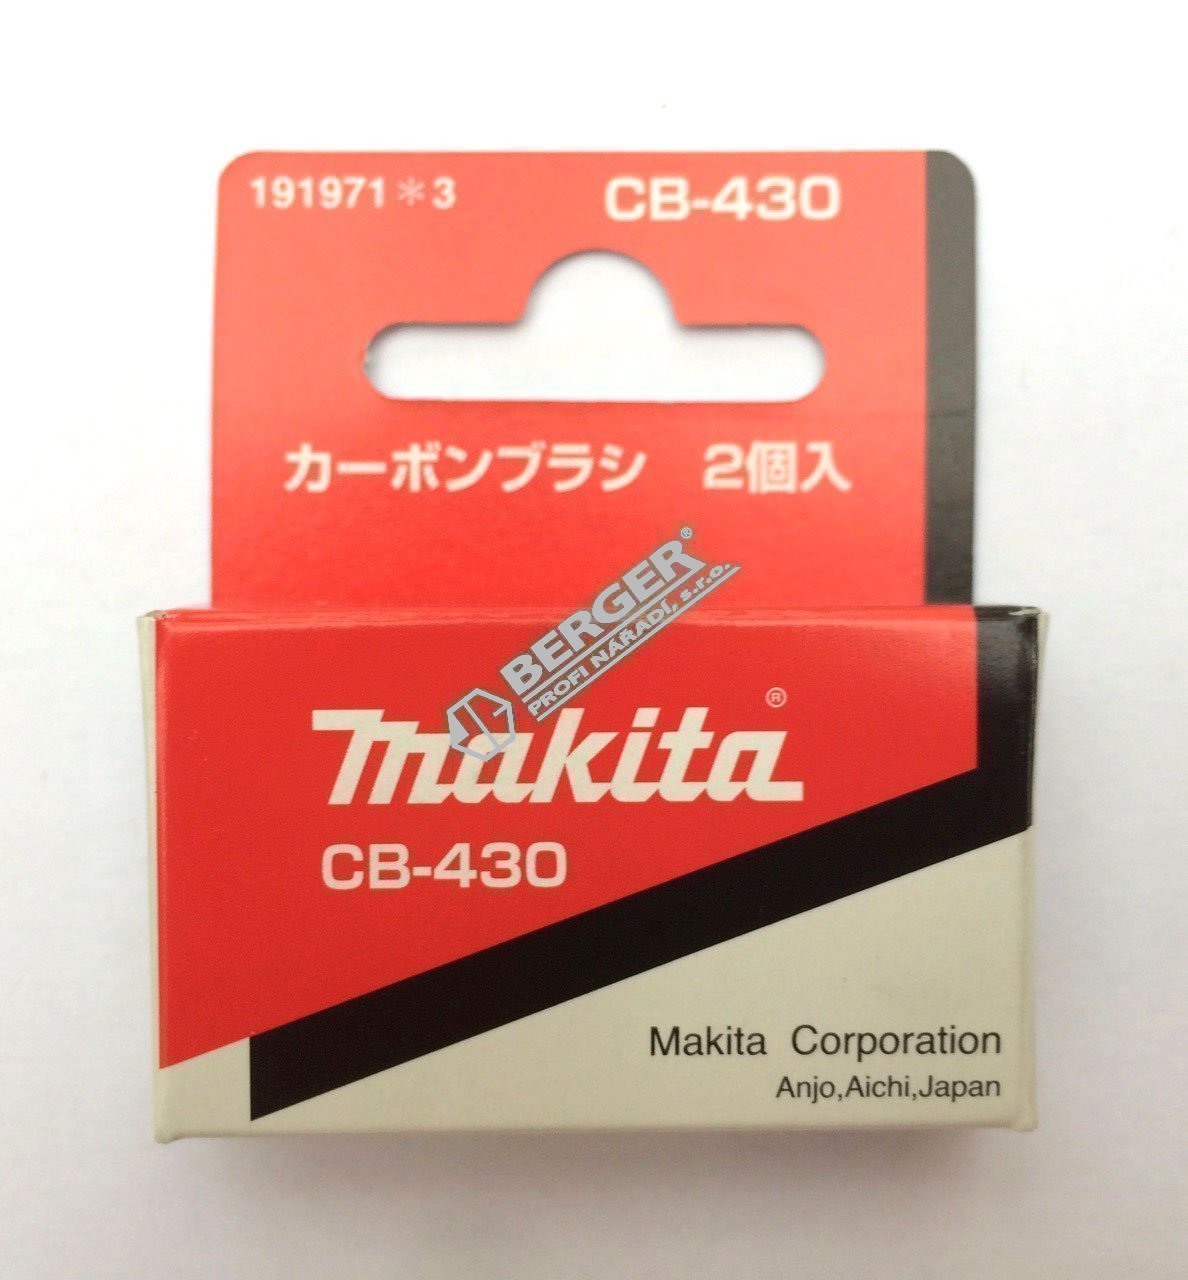 191971＊3 CB-430
カーボンブラシ 2個入
BERGER®
PROFI NÁŘADÍ, s.r.o.
makita®
CB-430
Makita Corporation
Anjo,Aichi,Japan